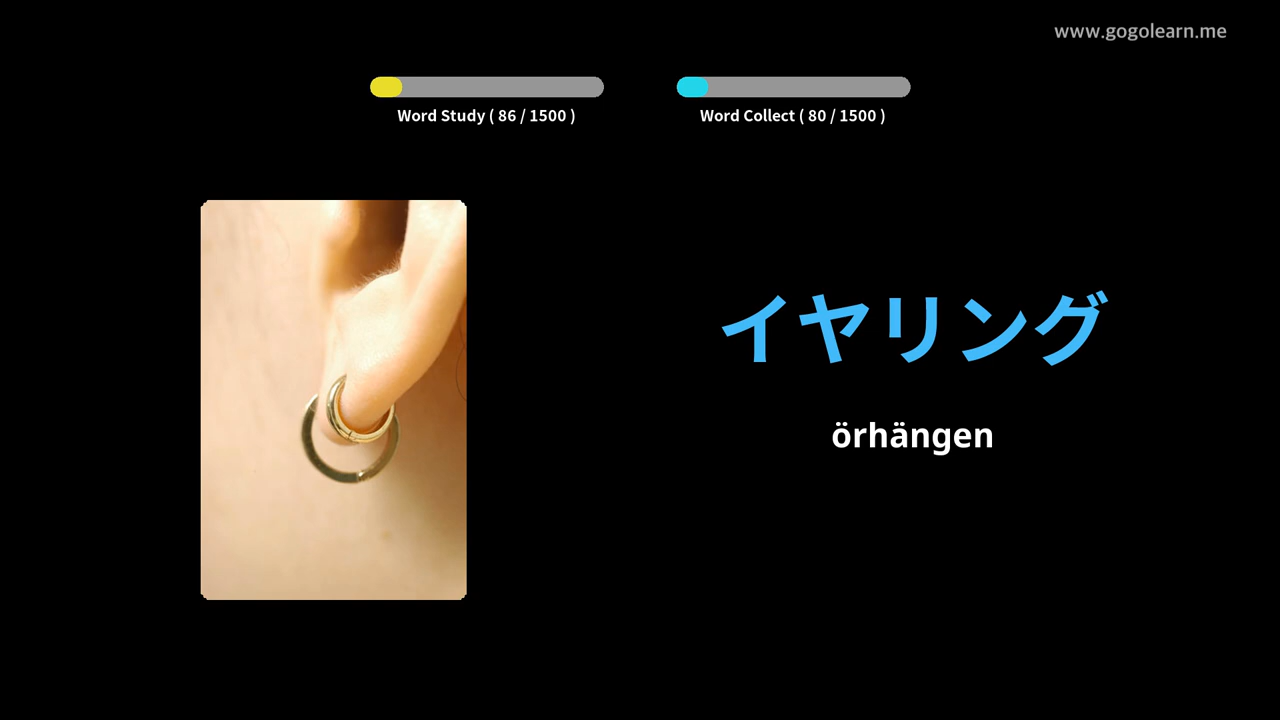 www.gogolearn.me
Word Study ( 86 / 1500 )
Word Collect ( 80 / 1500 )
イヤリング
örhängen